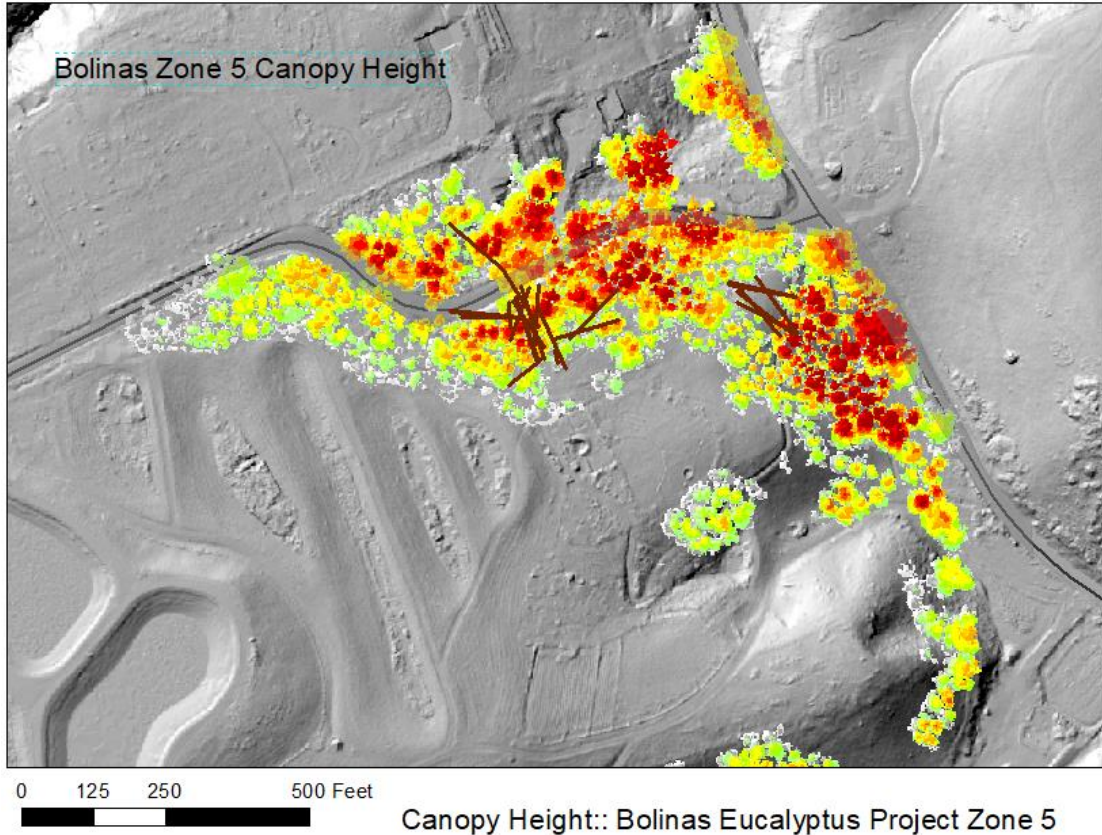 Bolinas Zone 5 Canopy Height
0 125 250 500 Feet
Canopy Height:: Bolinas Eucalyptus Project Zone 5